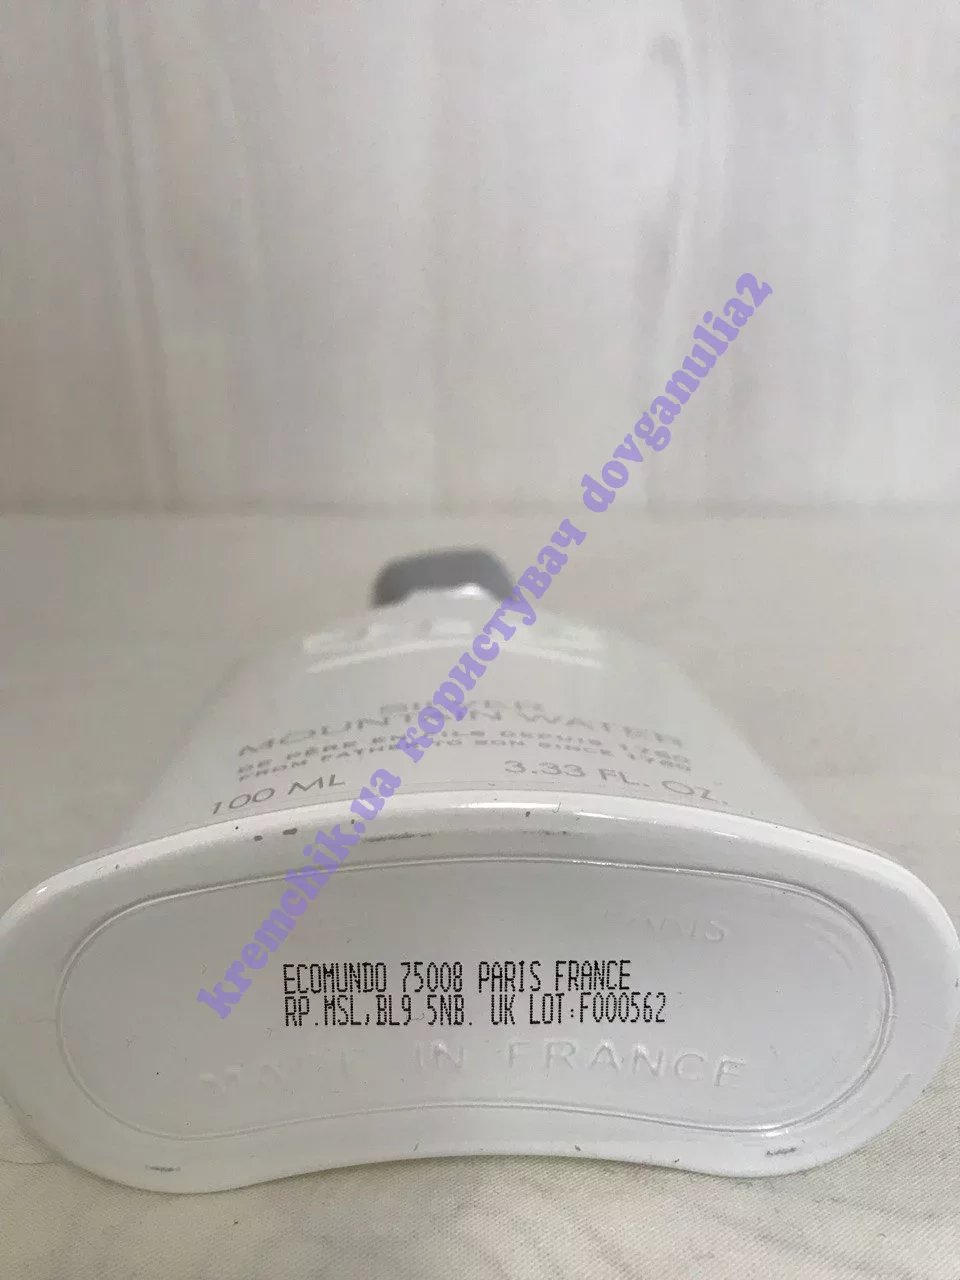 SILVER
MOUNTAIN WATER
DE PÈRE EN FILS DEPUIS 1760
FROM FATHER TO SON SINCE 1760
100 ML 3.33 FL. OZ.
PARIS
ECOMUNDO 75008 PARIS FRANCE
RP.MSL,BL9 5NB. UK LOT:F000562
MADE IN FRANCE
kremchik.ua користувач dovganulia2